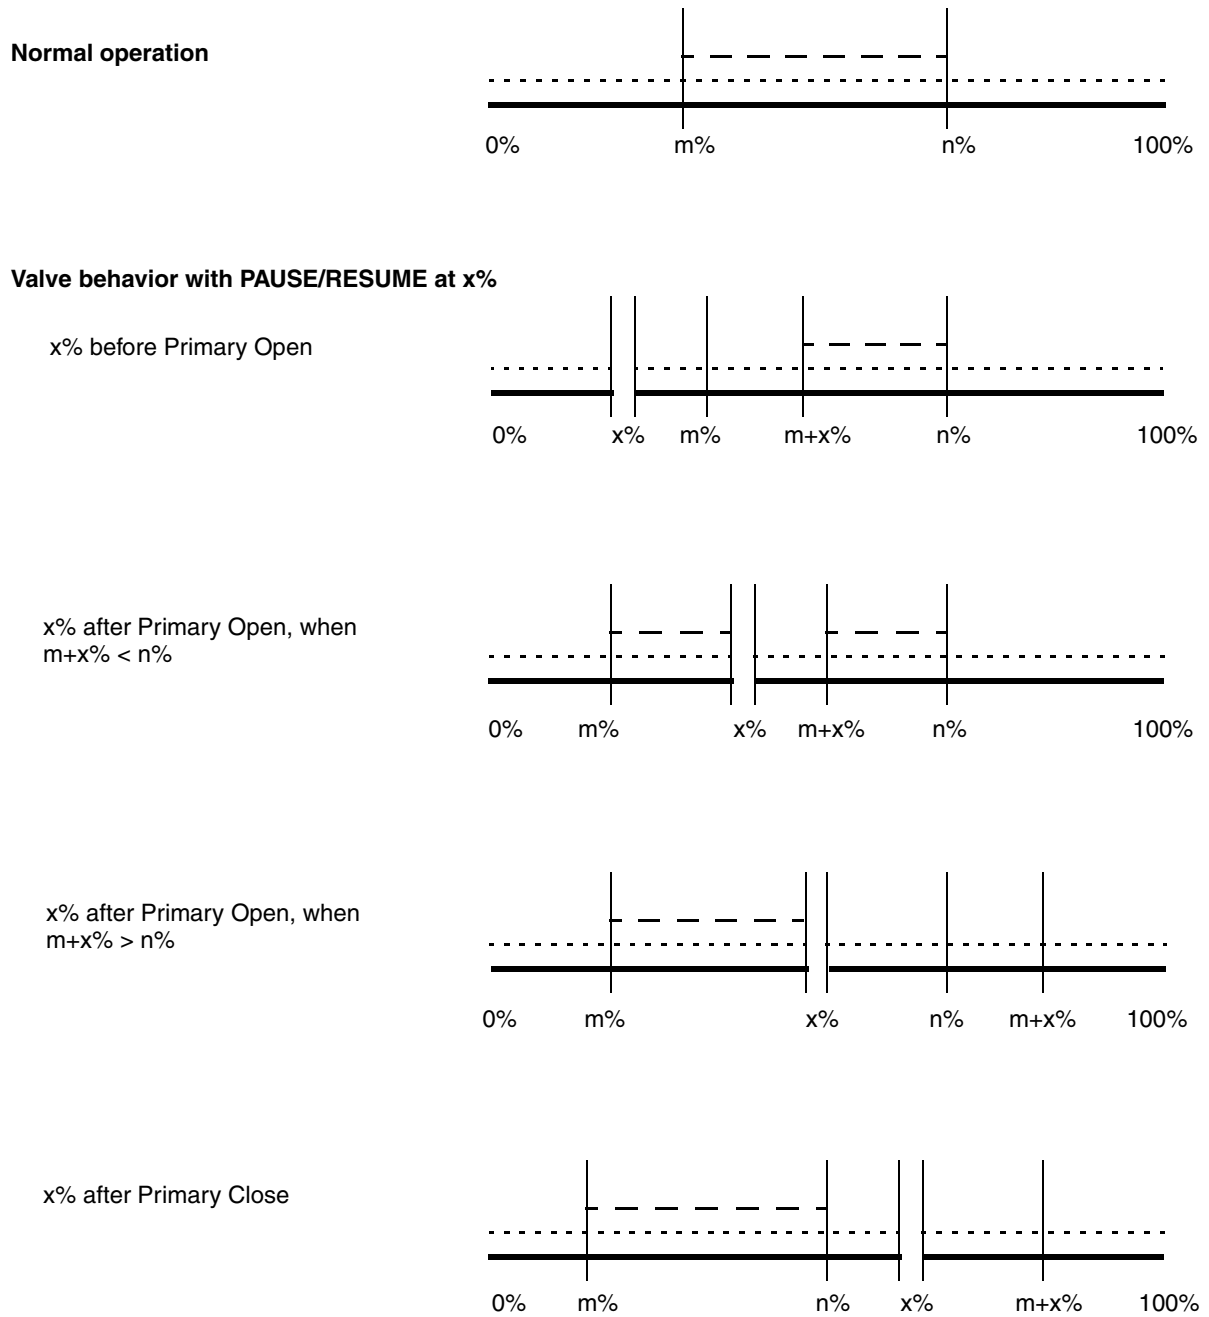 Normal operation
0% m% n% 100%
Valve behavior with PAUSE/RESUME at x%
x% before Primary Open
0% x% m% m+x% n% 100%
x% after Primary Open, when
m+x% < n%
0% m% x% m+x% n% 100%
x% after Primary Open, when
m+x% > n%
0% m% x% n% m+x% 100%
x% after Primary Close
0% m% n% x% m+x% 100%